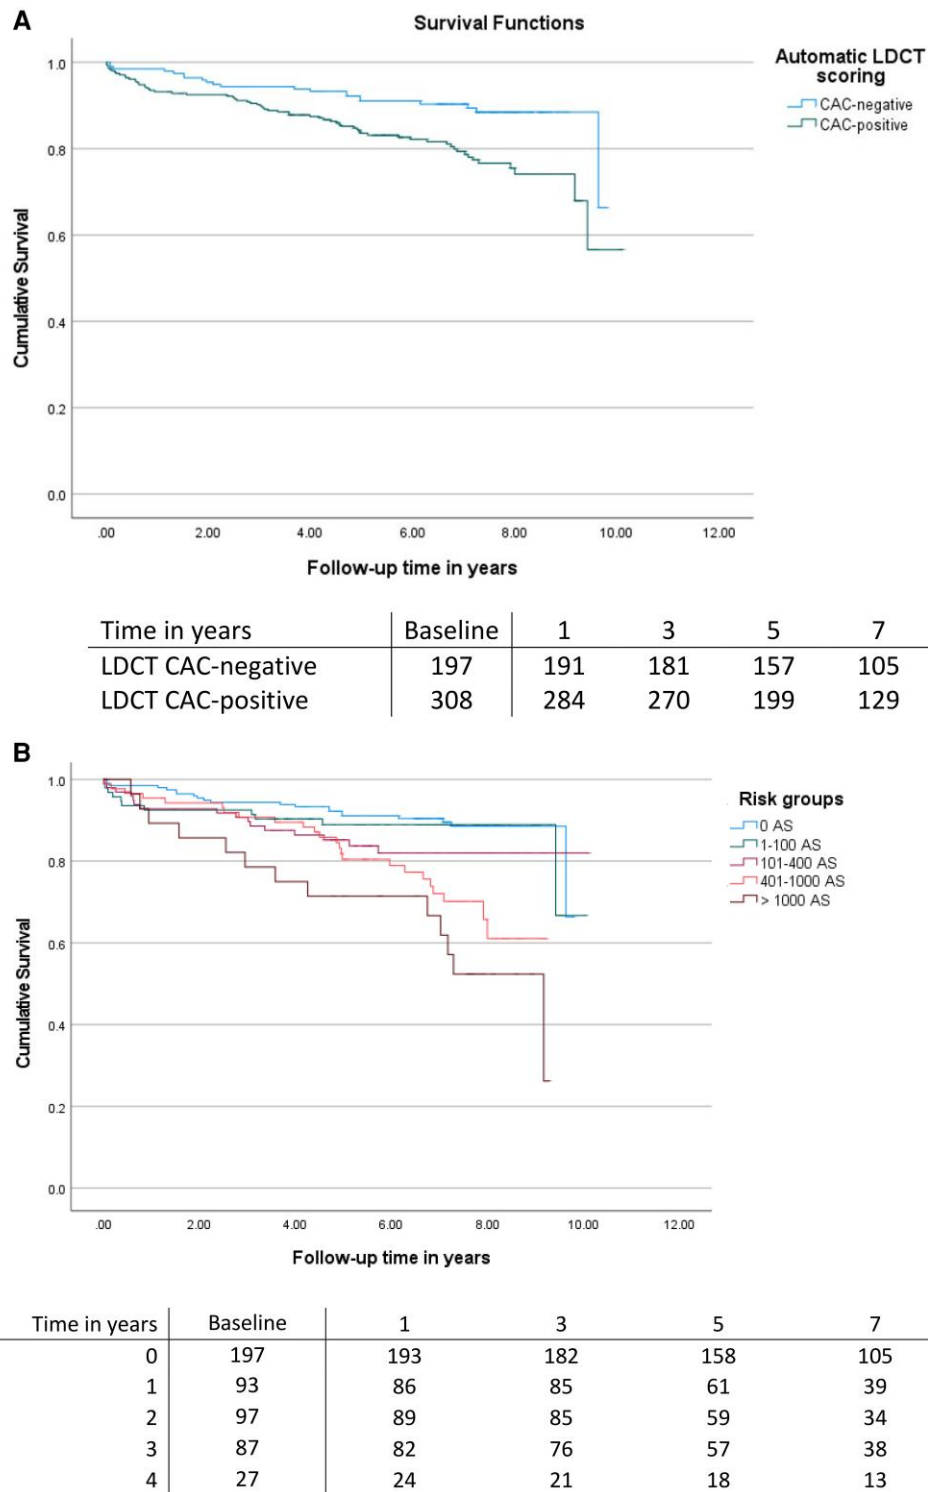 A
Survival Functions
Automatic LDCT
scoring
CAC-negative
CAC-positive
1.0
0.8
0.6
0.4
0.2
0.0
Cumulative Survival
.00 2.00 4.00 6.00 8.00 10.00 12.00
Follow-up time in years
Time in years Baseline 1 3 5 7
LDCT CAC-negative 197 191 181 157 105
LDCT CAC-positive 308 284 270 199 129
B
Risk groups
0 AS
1-100 AS
101-400 AS
401-1000 AS
> 1000 AS
1.0
0.8
0.6
0.4
0.2
0.0
Cumulative Survival
.00 2.00 4.00 6.00 8.00 10.00 12.00
Follow-up time in years
Time in years Baseline 1 3 5 7
0 197 193 182 158 105
1 93 86 85 61 39
2 97 89 85 59 34
3 87 82 76 57 38
4 27 24 21 18 13